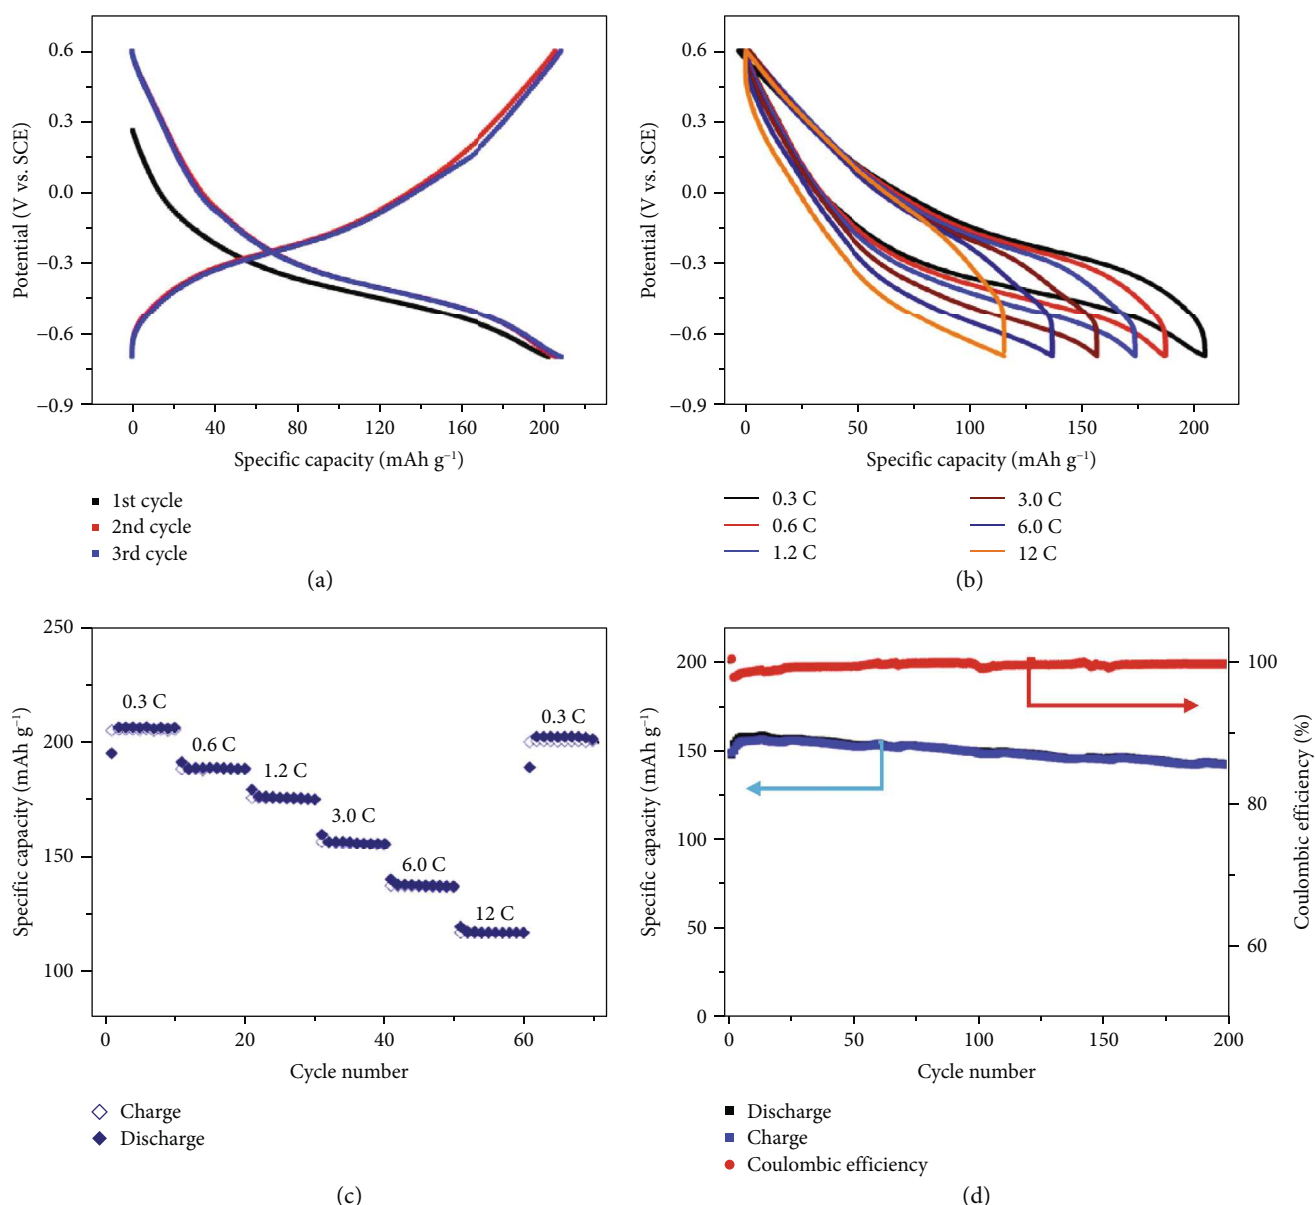 0.6
0.3
0.0
−0.3
−0.6
−0.9
Potential (V vs. SCE)
0 40 80 120 160 200
Specific capacity (mAh g⁻¹)
1st cycle
2nd cycle
3rd cycle
(a)
0.6
0.3
0.0
−0.3
−0.6
−0.9
Potential (V vs. SCE)
0 50 100 150 200
Specific capacity (mAh g⁻¹)
0.3 C 3.0 C
0.6 C 6.0 C
1.2 C 12 C
(b)
250
200
150
100
Specific capacity (mAh g⁻¹)
0.3 C
0.6 C
1.2 C
3.0 C
6.0 C
12 C
0.3 C
0 20 40 60
Cycle number
Charge
Discharge
(c)
200
150
100
50
0
Specific capacity (mAh g⁻¹)
100
80
60
Coulombic efficiency (%)
0 50 100 150 200
Cycle number
Discharge
Charge
Coulombic efficiency
(d)